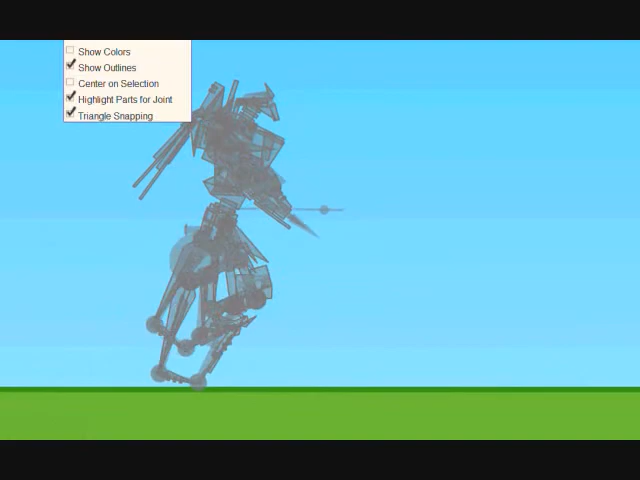 Show Colors
Show Outlines
Center on Selection
Highlight Parts for Joint
Triangle Snapping